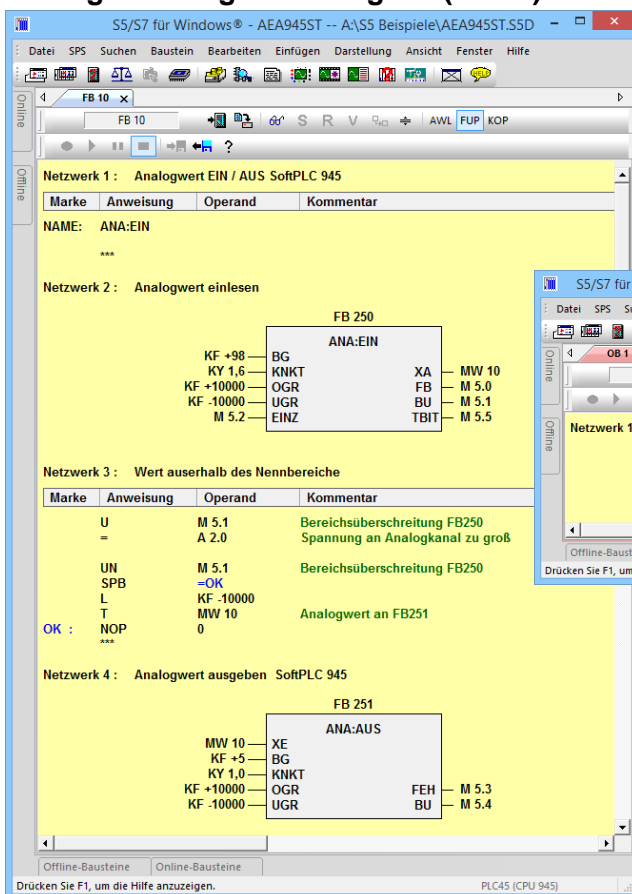 S5/S7 für Windows® - AEA945ST -- A:\S5 Beispiele\AEA945ST.S5D
Datei SPS Suchen Baustein Bearbeiten Einfügen Darstellung Ansicht Fenster Hilfe
Online
Offline
FB 10 x
FB 10 S R V AWL FUP KOP
?
Netzwerk 1 : Analogwert EIN / AUS SoftPLC 945
Marke Anweisung Operand Kommentar
NAME: ANA:EIN
***
Netzwerk 2 : Analogwert einlesen
FB 250
ANA:EIN
KF +98 BG
KY 1,6 KNKT XA MW 10
KF +10000 OGR FB M 5.0
KF -10000 UGR BU M 5.1
M 5.2 EINZ TBIT M 5.5
Netzwerk 3 : Wert auserhalb des Nennbereiche
Marke Anweisung Operand Kommentar
U M 5.1 Bereichsüberschreitung FB250
= A 2.0 Spannung an Analogkanal zu groß
UN M 5.1 Bereichsüberschreitung FB250
SPB =OK
L KF -10000
T MW 10 Analogwert an FB251
OK : NOP 0
***
Netzwerk 4 : Analogwert ausgeben SoftPLC 945
FB 251
ANA:AUS
MW 10 XE
KF +5 BG
KY 1,0 KNKT
KF +10000 OGR FEH M 5.3
KF -10000 UGR BU M 5.4
Offline-Bausteine Online-Bausteine
Drücken Sie F1, um die Hilfe anzuzeigen. PLC45 (CPU 945)
S5/S7 für
Datei SPS
Online
Offline
OB 1
Netzwerk 1
Offline-Baust
Drücken Sie F1, um